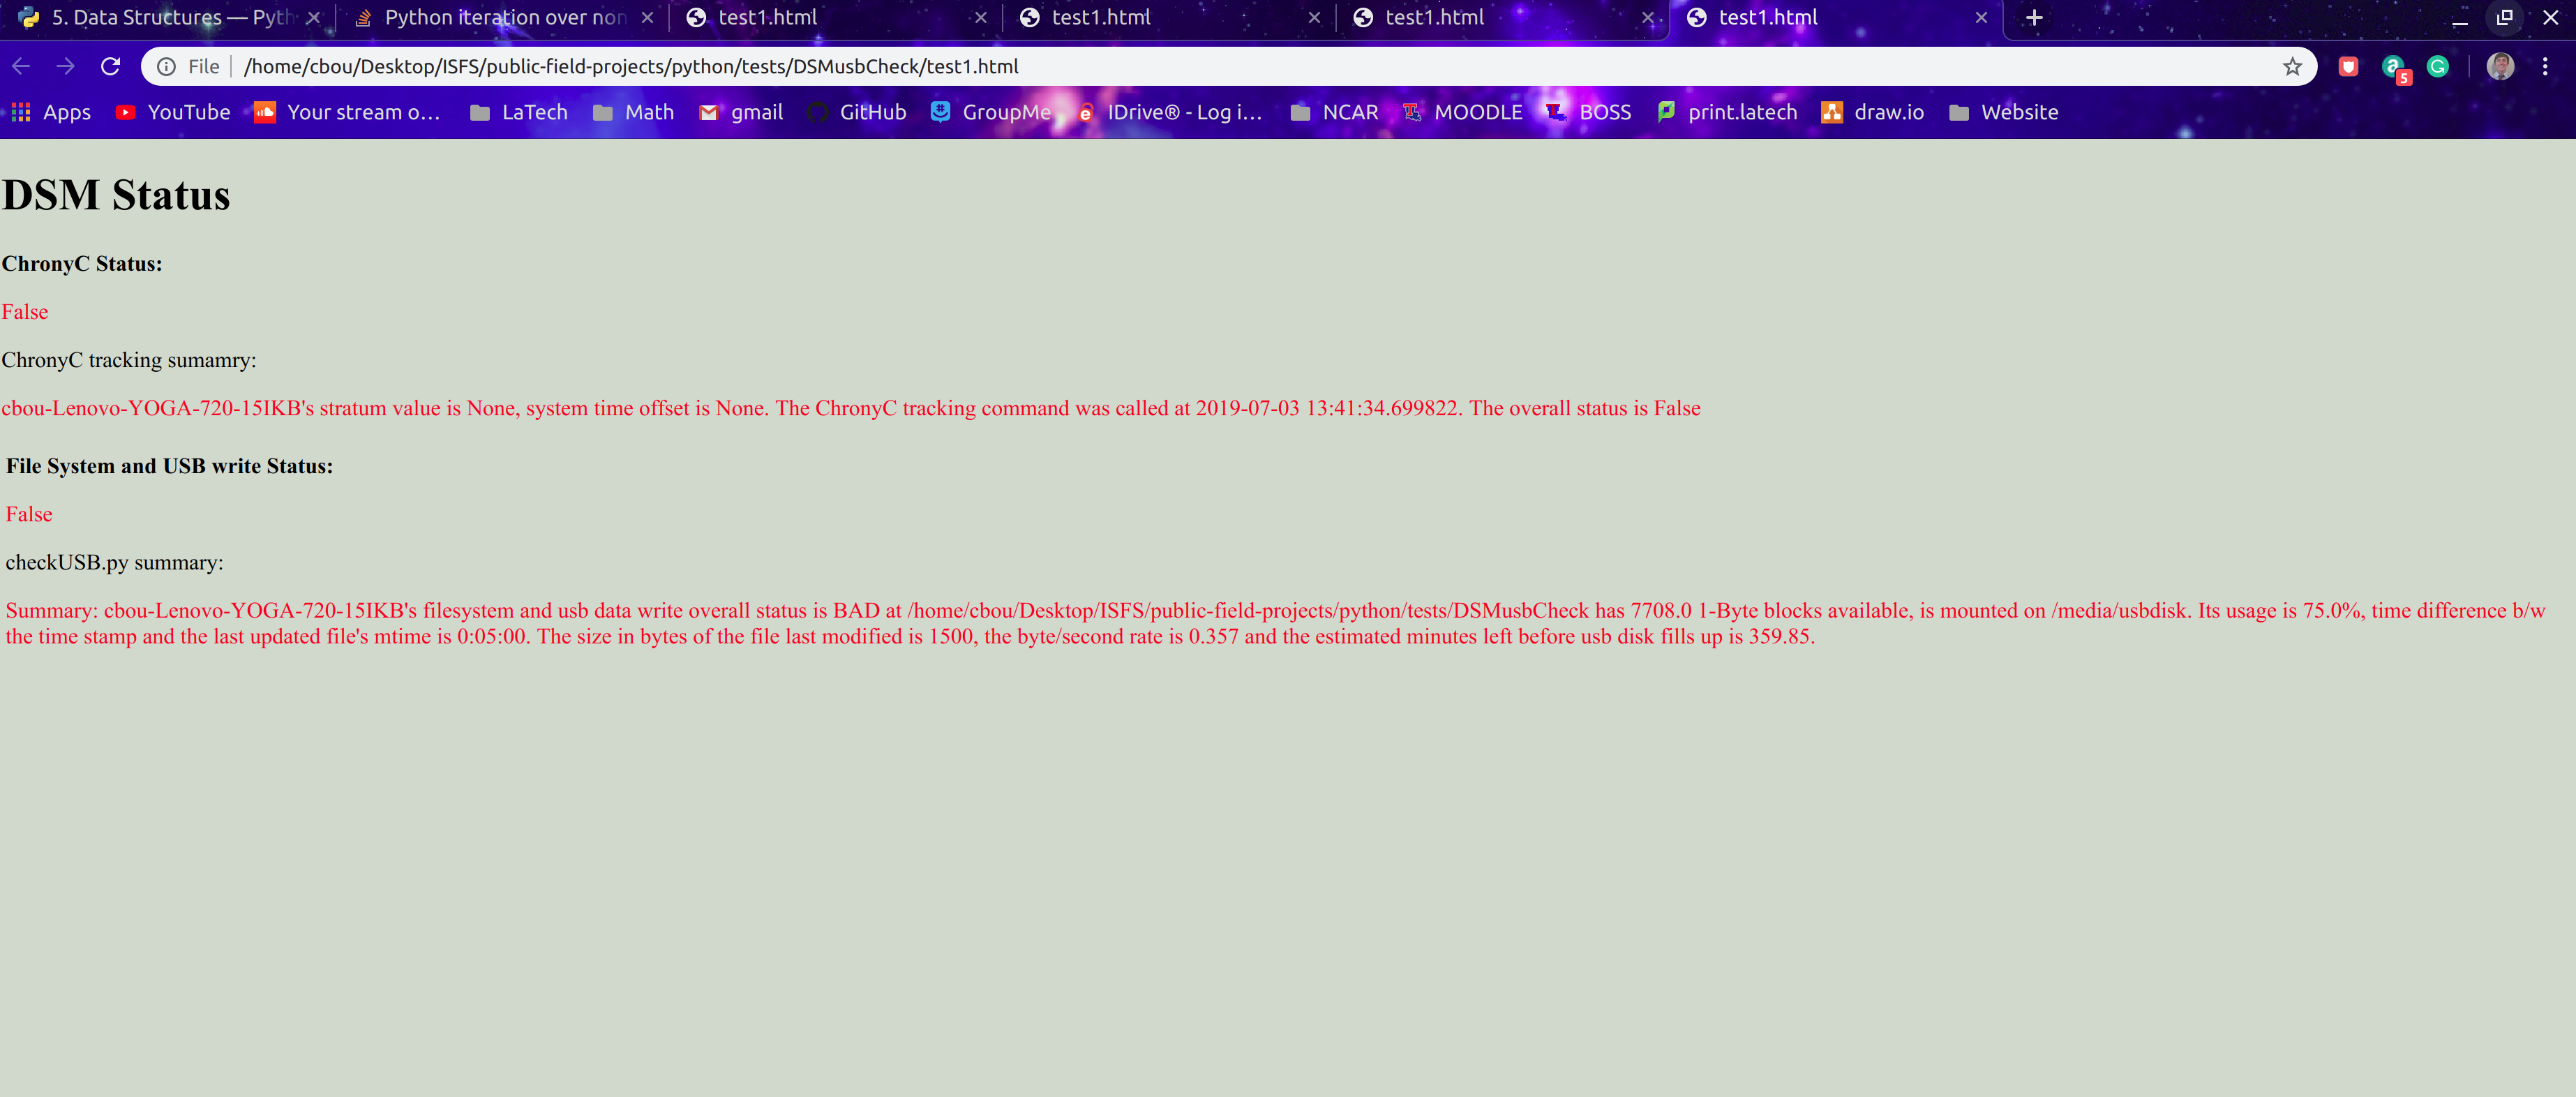 5. Data Structures — Pyth
Python iteration over non
test1.html
test1.html
test1.html
test1.html
File
/home/cbou/Desktop/ISFS/public-field-projects/python/tests/DSMusbCheck/test1.html
5
Apps YouTube Your stream o... LaTech Math gmail GitHub GroupMe IDrive® - Log i... NCAR MOODLE BOSS print.latech draw.io Website
DSM Status
ChronyC Status:
False
ChronyC tracking sumamry:
cbou-Lenovo-YOGA-720-15IKB's stratum value is None, system time offset is None. The ChronyC tracking command was called at 2019-07-03 13:41:34.699822. The overall status is False
File System and USB write Status:
False
checkUSB.py summary:
Summary: cbou-Lenovo-YOGA-720-15IKB's filesystem and usb data write overall status is BAD at /home/cbou/Desktop/ISFS/public-field-projects/python/tests/DSMusbCheck has 7708.0 1-Byte blocks available, is mounted on /media/usbdisk. Its usage is 75.0%, time difference b/w
the time stamp and the last updated file's mtime is 0:05:00. The size in bytes of the file last modified is 1500, the byte/second rate is 0.357 and the estimated minutes left before usb disk fills up is 359.85.